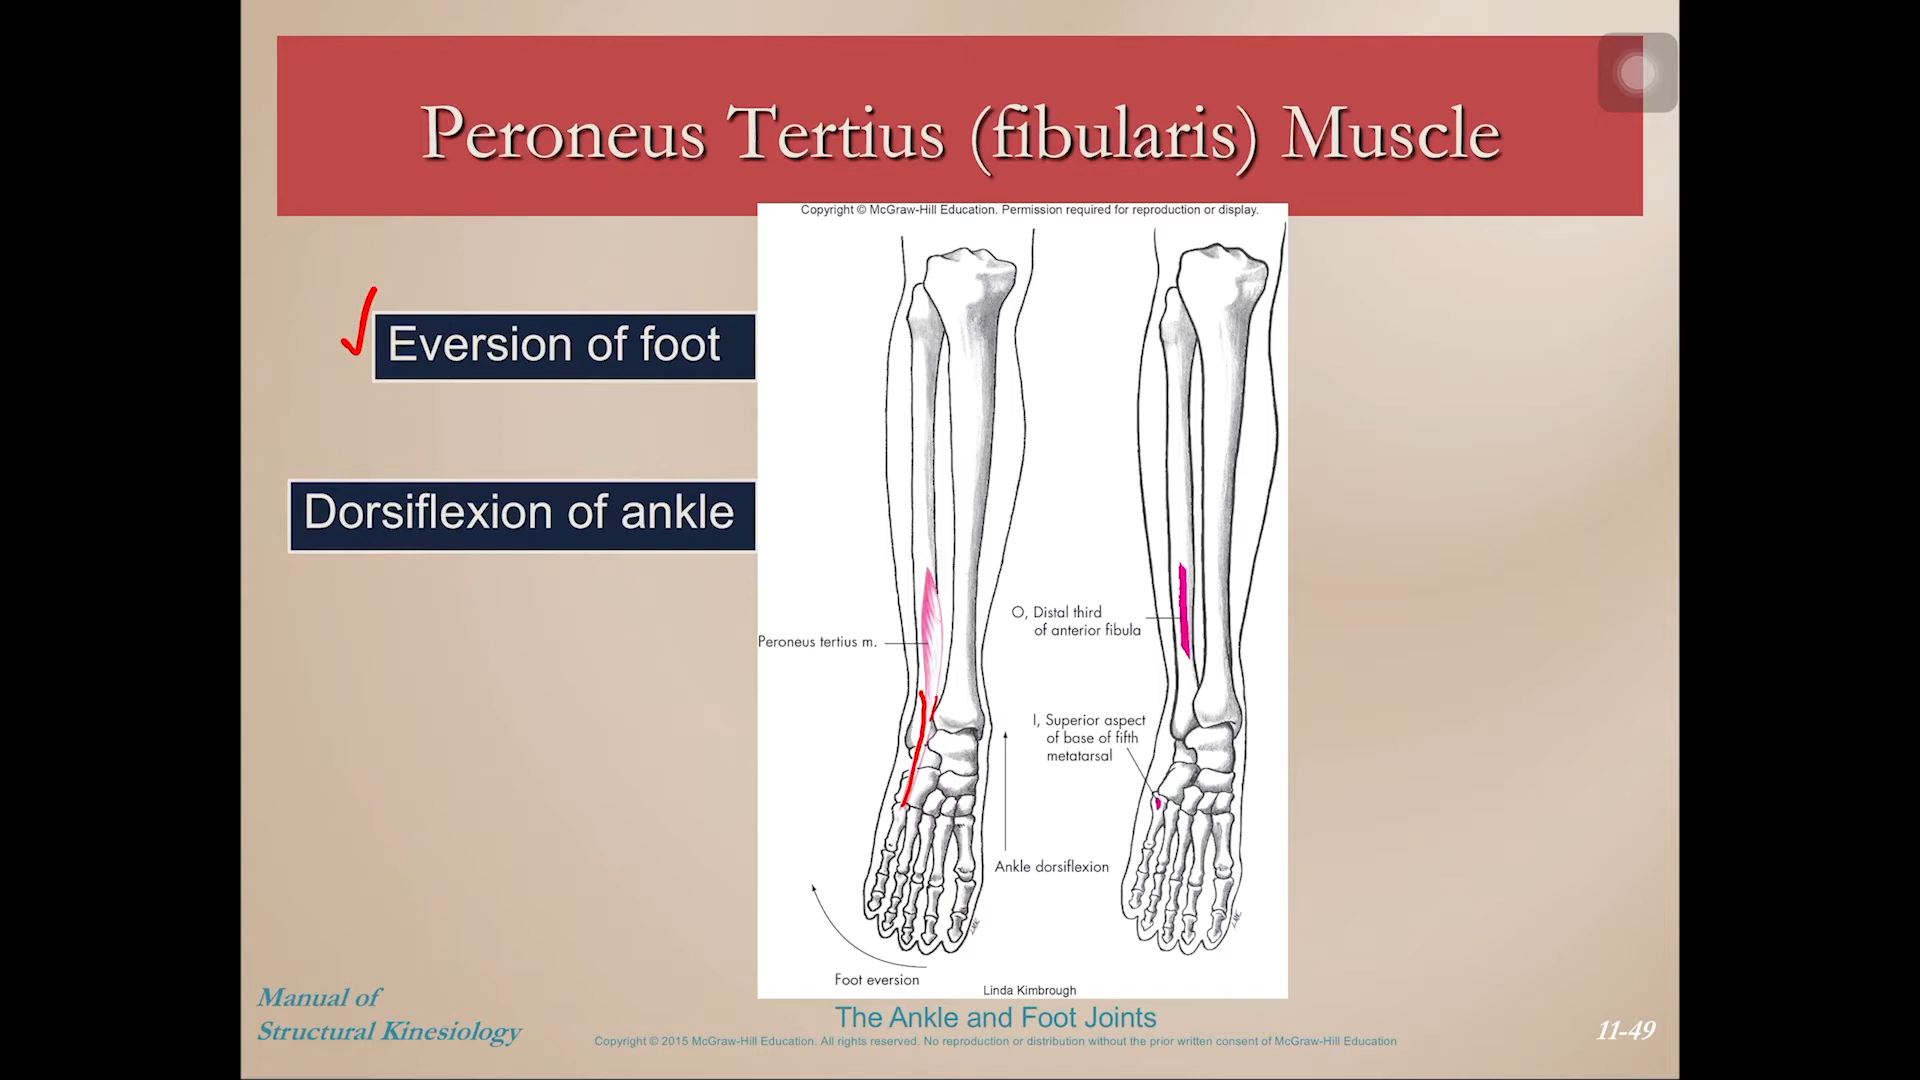 Peroneus Tertius (fibularis) Muscle
Copyright © McGraw-Hill Education. Permission required for reproduction or display.
Eversion of foot
Dorsiflexion of ankle
Peroneus tertius m.
O, Distal third
of anterior fibula
I, Superior aspect
of base of fifth
metatarsal
Ankle dorsiflexion
Foot eversion
Linda Kimbrough
Manual of
Structural Kinesiology
The Ankle and Foot Joints
Copyright © 2015 McGraw-Hill Education. All rights reserved. No reproduction or distribution without the prior written consent of McGraw-Hill Education
11-49